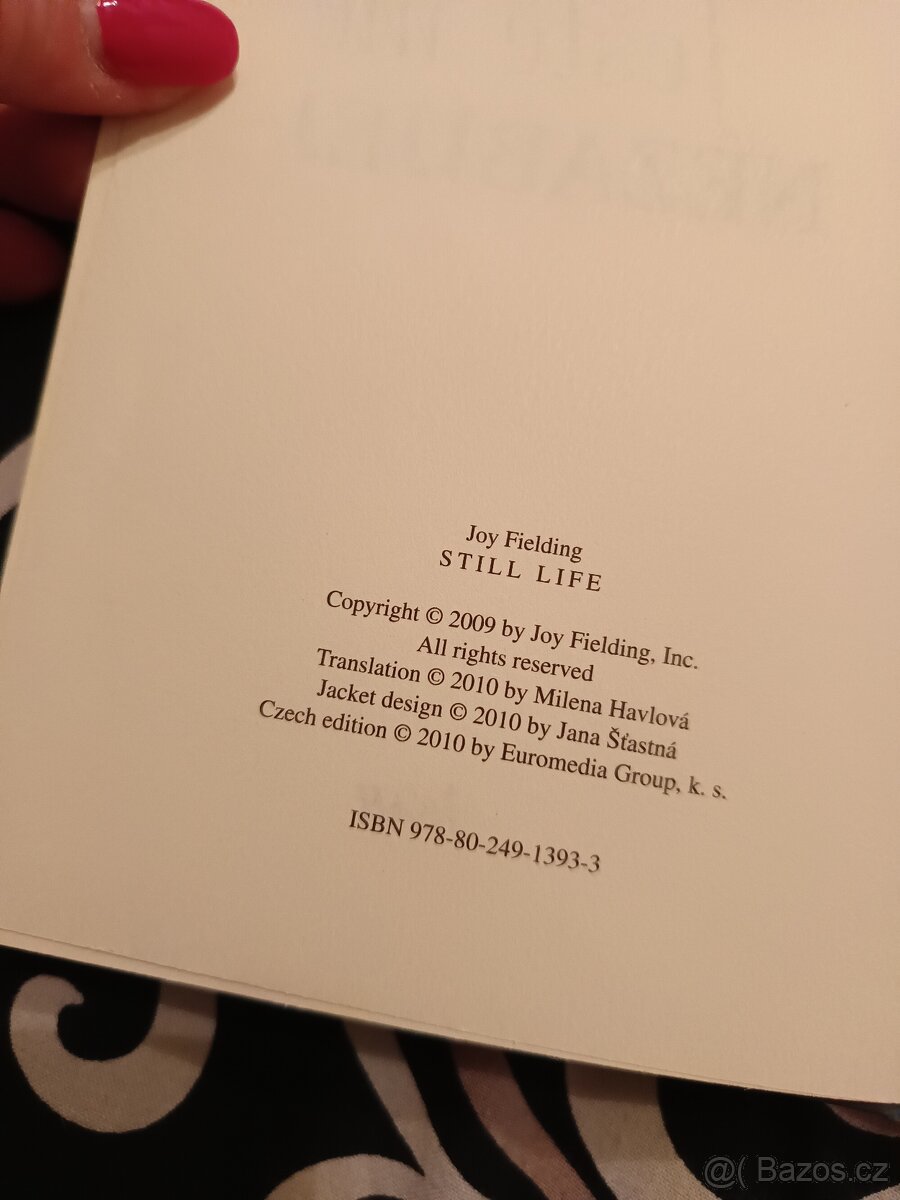 Joy Fielding
STILL LIFE
Copyright © 2009 by Joy Fielding, Inc.
All rights reserved
Translation © 2010 by Milena Havlová
Jacket design © 2010 by Jana Šťastná
Czech edition © 2010 by Euromedia Group, k. s.
ISBN 978-80-249-1393-3
@( Bazos.cz